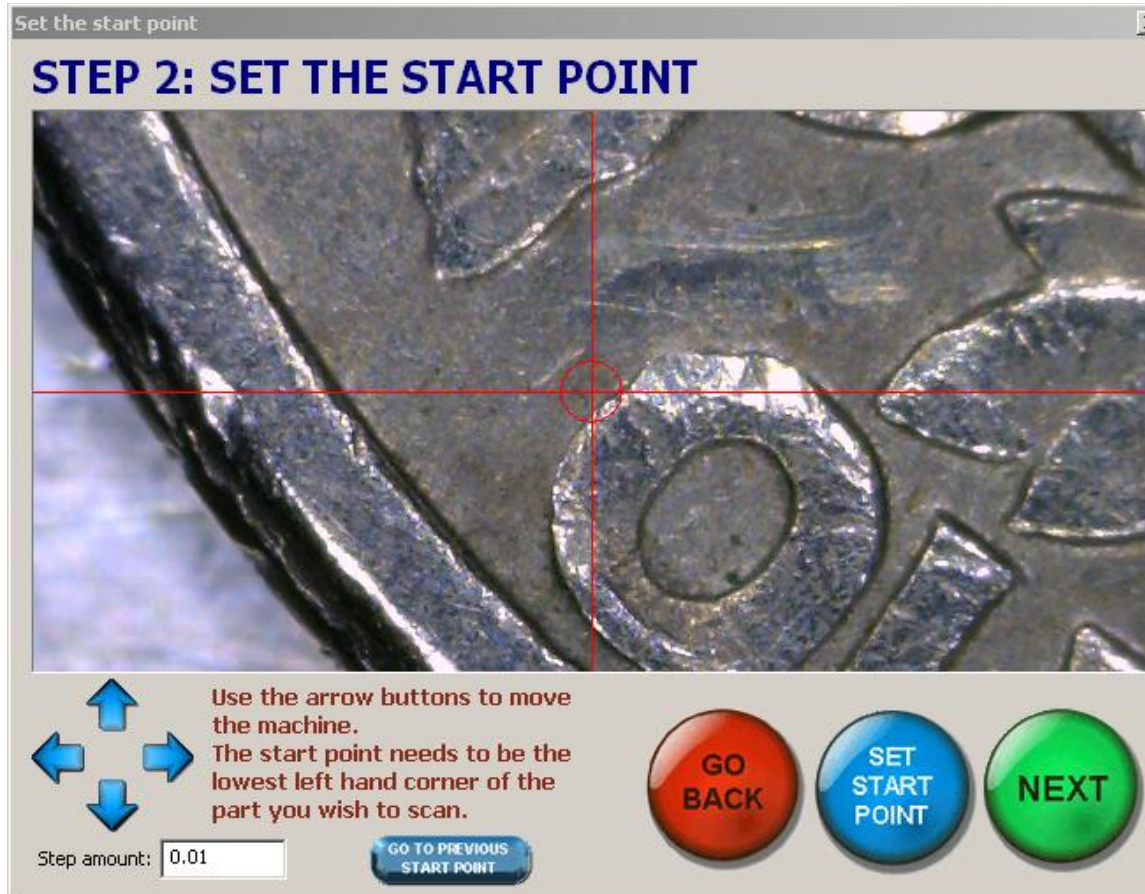 Set the start point
STEP 2: SET THE START POINT
Use the arrow buttons to move
the machine.
The start point needs to be the
lowest left hand corner of the
part you wish to scan.
GO
BACK
SET
START
POINT
NEXT
Step amount: 0.01
GO TO PREVIOUS
START POINT